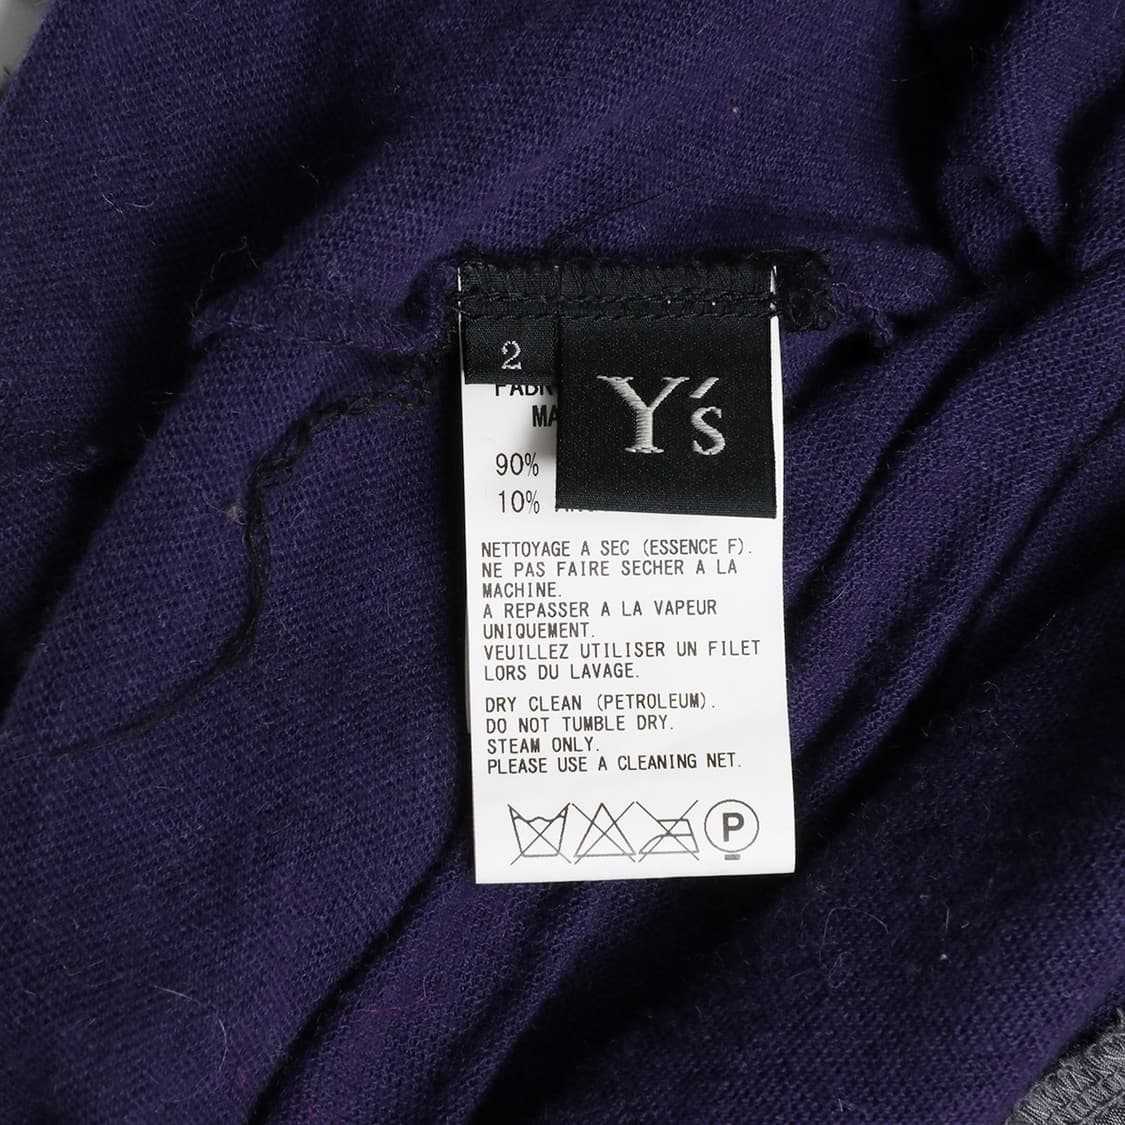 2
Y's
90%
10%
NETTOYAGE A SEC (ESSENCE F).
NE PAS FAIRE SECHER A LA
MACHINE.
A REPASSER A LA VAPEUR
UNIQUEMENT.
VEUILLEZ UTILISER UN FILET
LORS DU LAVAGE.
DRY CLEAN (PETROLEUM).
DO NOT TUMBLE DRY.
STEAM ONLY.
PLEASE USE A CLEANING NET.
P